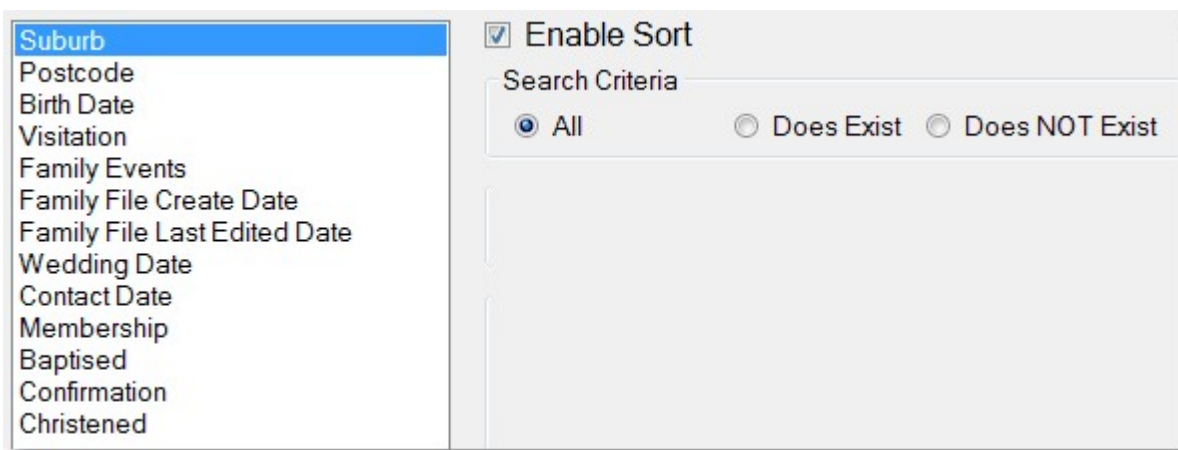 Suburb
Postcode
Birth Date
Visitation
Family Events
Family File Create Date
Family File Last Edited Date
Wedding Date
Contact Date
Membership
Baptised
Confirmation
Christened
Enable Sort
Search Criteria
All Does Exist Does NOT Exist